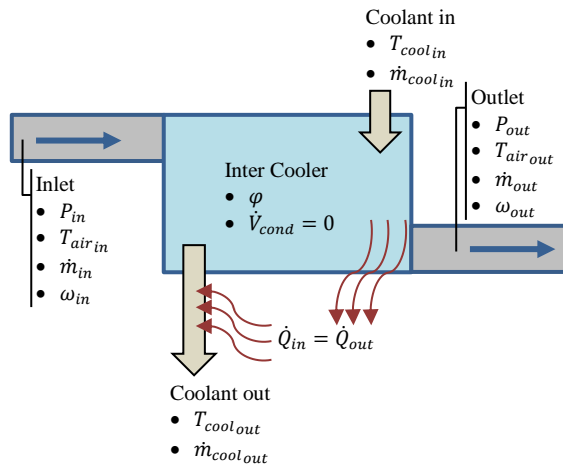 Coolant in
• T_cool_in
• ṁ_cool_in
Outlet
• P_out
• T_air_out
• ṁ_out
• ω_out
Inter Cooler
• φ
• V̇_cond = 0
Inlet
• P_in
• T_air_in
• ṁ_in
• ω_in
Q̇_in = Q̇_out
Coolant out
• T_cool_out
• ṁ_cool_out